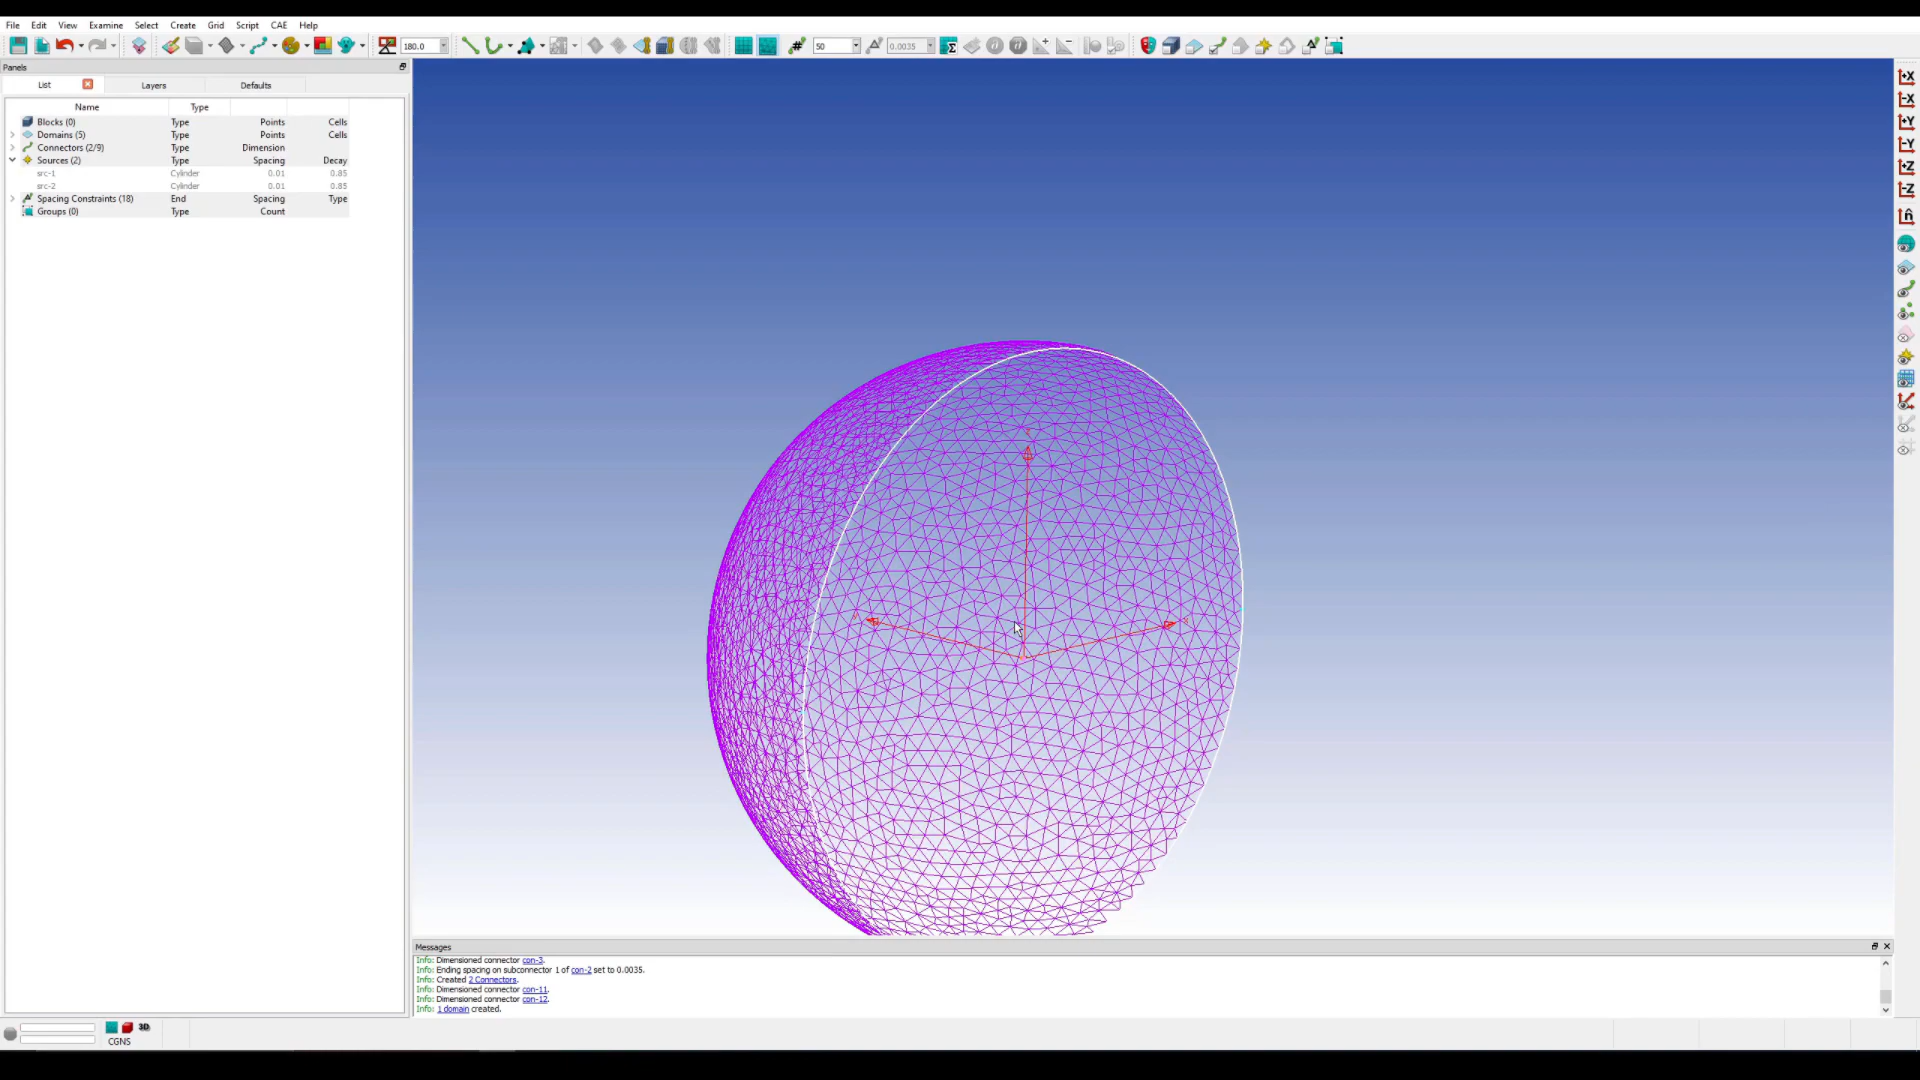 File Edit View Examine Select Create Grid Script CAE Help
180.0 50 0.0035
Panels
List Layers Defaults
Name Type
Blocks (0) Type Points Cells
Domains (5) Type Points Cells
Connectors (2/9) Type Dimension
Sources (2) Type Spacing Decay
src-1 Cylinder 0.01 0.85
src-2 Cylinder 0.01 0.85
Spacing Constraints (18) End Spacing Type
Groups (0) Type Count
+X
-X
+Y
-Y
+Z
-Z
n̂
Messages
Info: Dimensioned connector con-3.
Info: Ending spacing on subconnector 1 of con-2 set to 0.0035.
Info: Created 2 Connectors.
Info: Dimensioned connector con-11.
Info: Dimensioned connector con-12.
Info: 1 domain created.
3D
CGNS